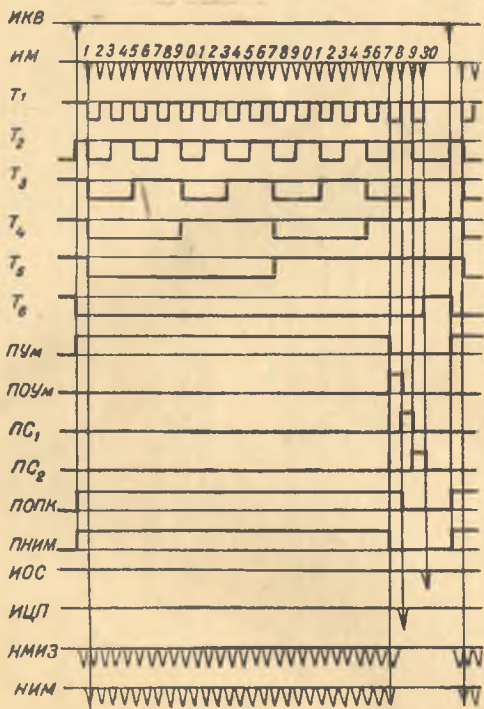 ИКВ
ИМ 1 2 3 4 5 6 7 8 9 0 1 2 3 4 5 6 7 8 9 0 1 2 3 4 5 6 7 8 9 30
T1
T2
T3
T4
T5
T6
ПУм
ПОУм
ПС1
ПС2
ПОПК
ПНИМ
ИОС
ИЦП
НМИЗ
НИМ